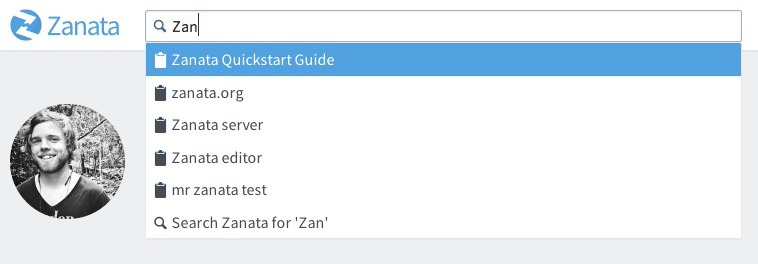 Zanata
Zan
Zanata Quickstart Guide
zanata.org
Zanata server
Zanata editor
mr zanata test
Search Zanata for 'Zan'